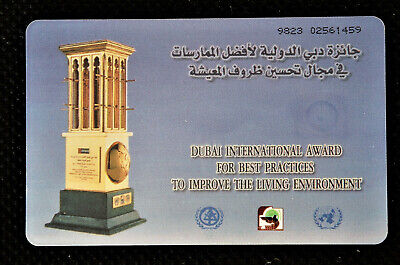 9823 02561459
جائزة دبي الدولية لأفضل الممارسات
في مجال تحسين ظروف المعيشة
DUBAI INTERNATIONAL AWARD
FOR BEST PRACTICES
TO IMPROVE THE LIVING ENVIRONMENT